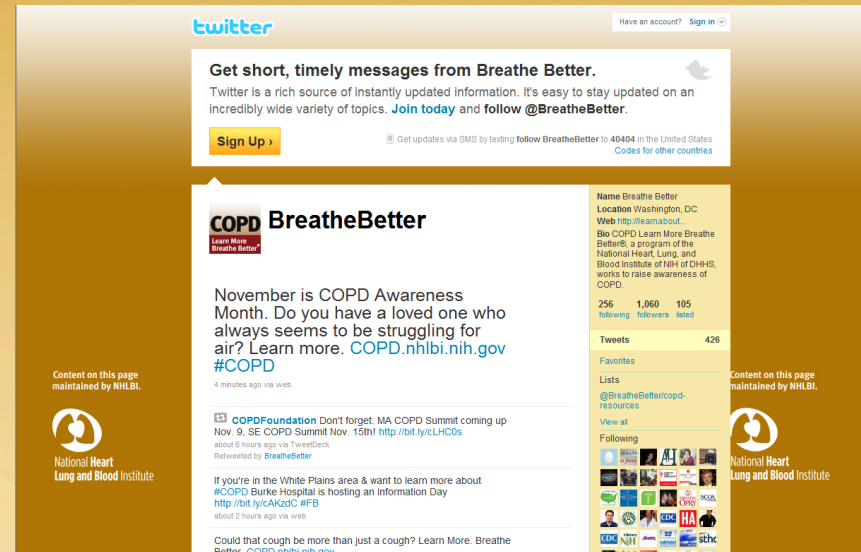 twitter
Have an account? Sign in
Get short, timely messages from Breathe Better.
Twitter is a rich source of instantly updated information. It's easy to stay updated on an
incredibly wide variety of topics. Join today and follow @BreatheBetter.
Sign Up ›
Get updates via SMS by texting follow BreatheBetter to 40404 in the United States
Codes for other countries
COPD
Learn More
Breathe Better®
BreatheBetter
November is COPD Awareness
Month. Do you have a loved one who
always seems to be struggling for
air? Learn more. COPD.nhlbi.nih.gov
#COPD
4 minutes ago via web
COPDFoundation Don't forget: MA COPD Summit coming up
Nov. 9, SE COPD Summit Nov. 15th! http://bit.ly/cLHC0s
about 6 hours ago via TweetDeck
Retweeted by BreatheBetter
If you're in the White Plains area & want to learn more about
#COPD Burke Hospital is hosting an Information Day
http://bit.ly/cAKzdC #FB
about 2 hours ago via web
Could that cough be more than just a cough? Learn More. Breathe
Better. COPD.nhlbi.nih.gov
Name Breathe Better
Location Washington, DC
Web http://learnabout...
Bio COPD Learn More Breathe
Better®, a program of the
National Heart, Lung, and
Blood Institute of NIH of DHHS,
works to raise awareness of
COPD.
256 1,060 105
following followers listed
Tweets 426
Favorites
Lists
@BreatheBetter/copd-
resources
View all
Following
CDC
HA
CDC
NIH
Content on this page
maintained by NHLBI.
National Heart
Lung and Blood Institute
Content on this page
maintained by NHLBI.
National Heart
Lung and Blood Institute